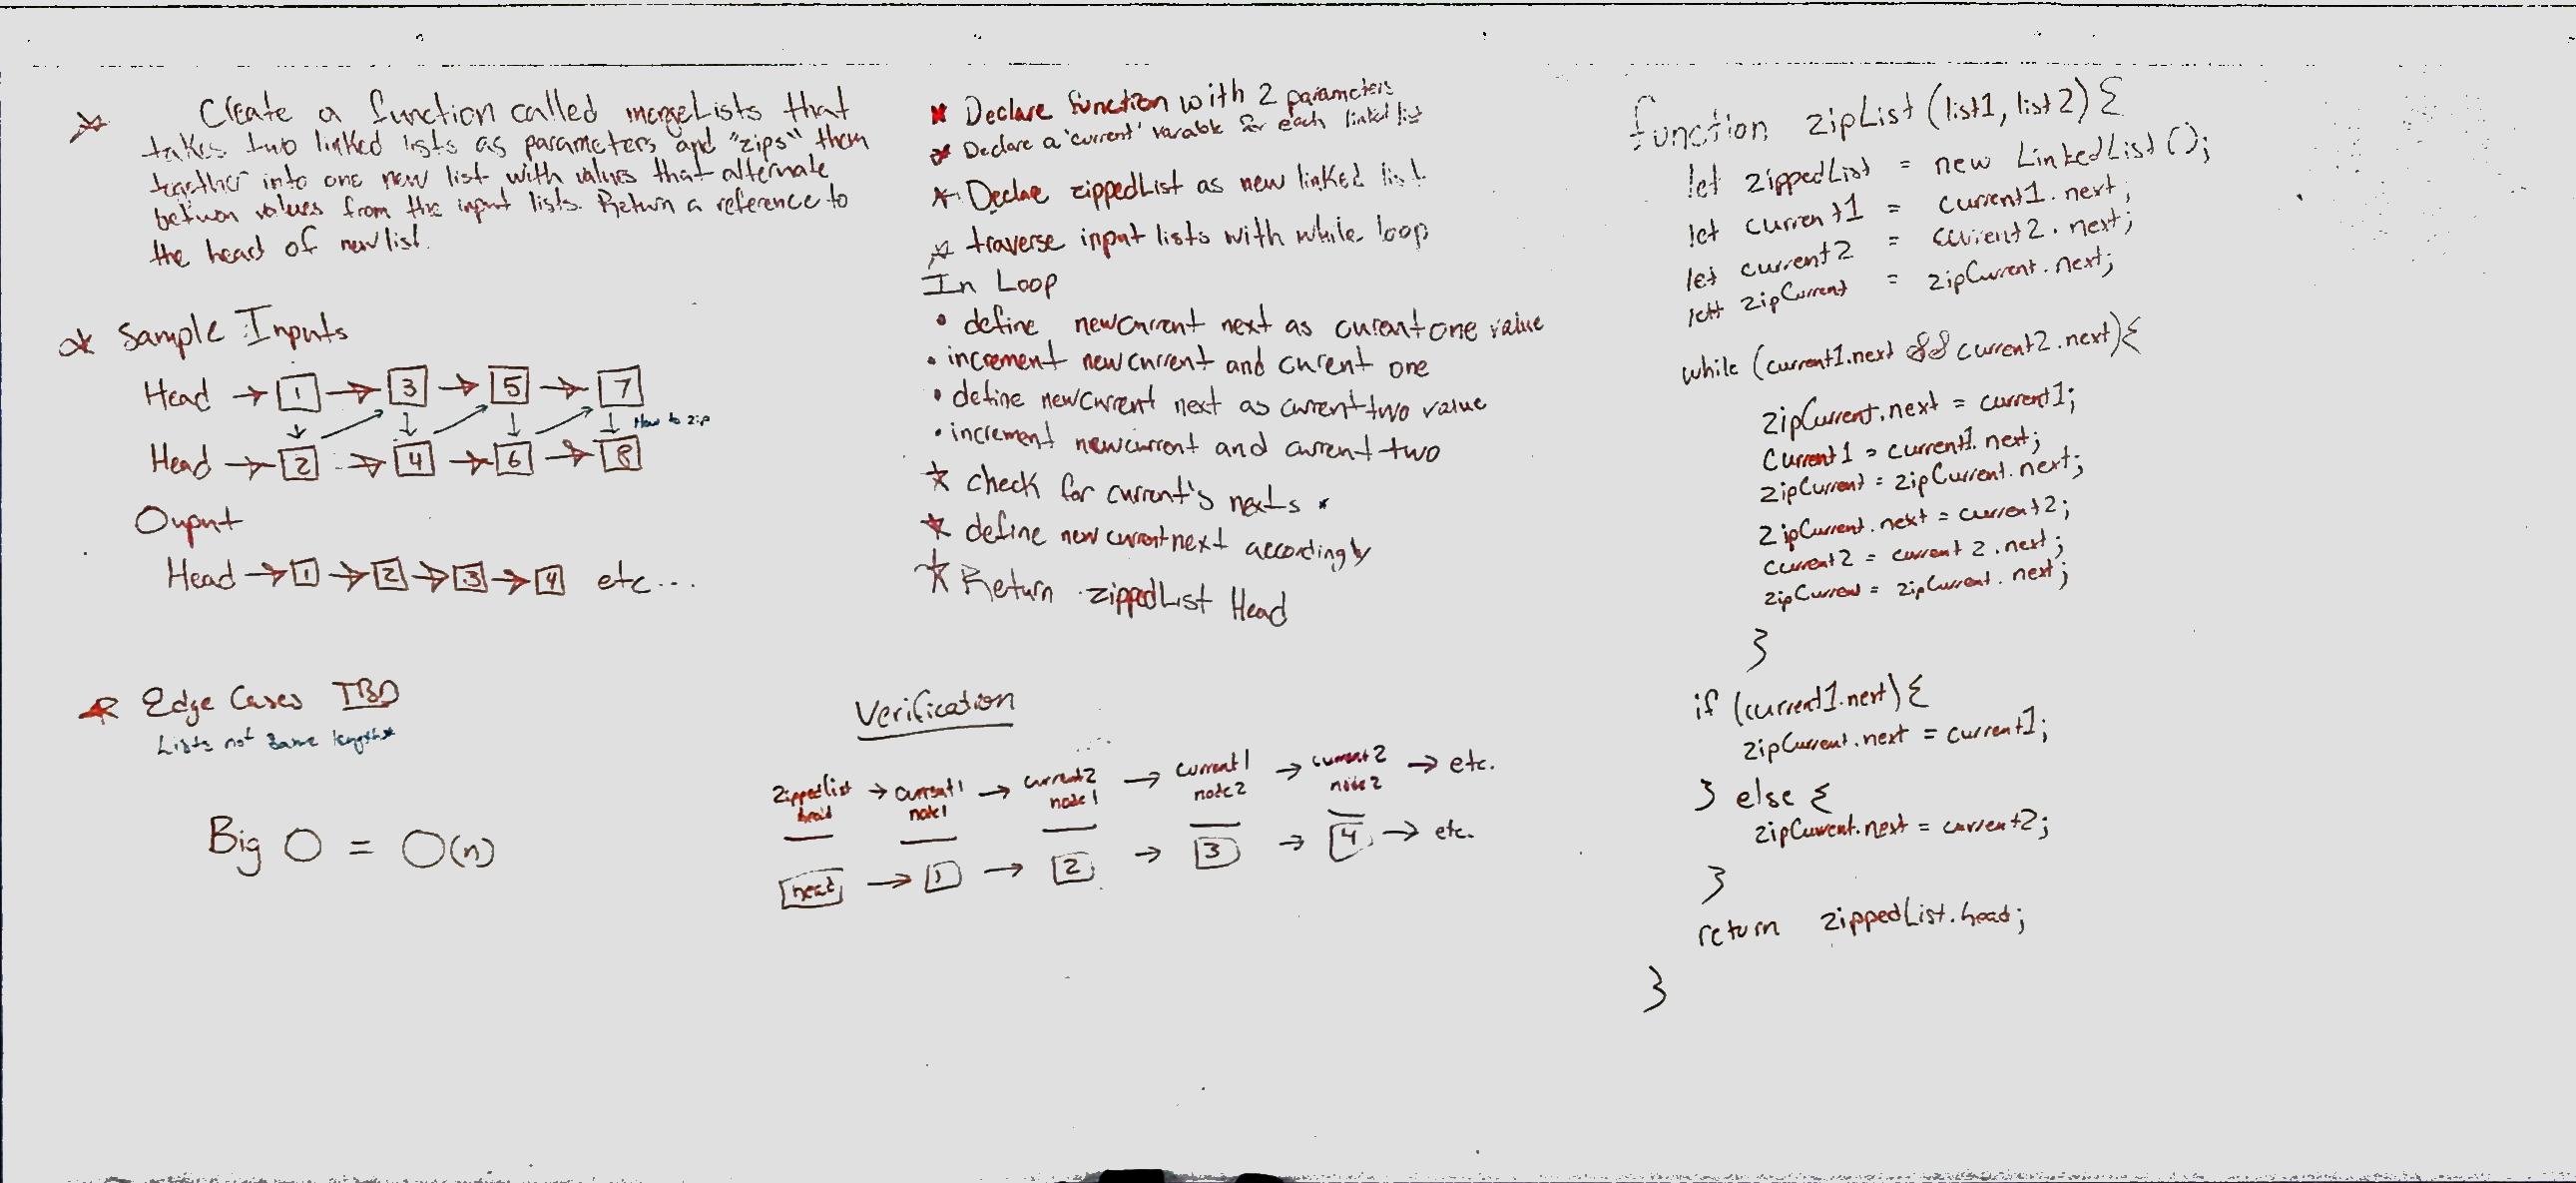 Create a function called mergeLists that
takes two linked lists as parameters and "zips" them
together into one new list with values that alternate
between values from the input lists. Return a reference to
the head of new list.
Sample Inputs
Head → 1 → 3 → 5 → 7
How to zip
Head → 2 → 4 → 6 → 8
Ouput
Head → 1 → 2 → 3 → 4 etc...
Edge Cases TBD
Lists not same lengths*
Big O = O(n)
Declare function with 2 parameters
Declare a 'current' varable for each linked list
Declae zippedList as new linked list
traverse input lists with while loop
In Loop
• define newcurrent next as curentone value
• increment newcurrent and curent one
• define newcurrent next as current two value
• increment newcurrent and current two
check for current's nexts *
define new current next accordingly
Return zippedList Head
Verification
zippedlist head → current1 node1 → current2 node1 → current1 node2 → current2 node2 → etc.
head → 1 → 2 → 3 → 4 → etc.
function zipList (list1, list2) {
let zippedList = new LinkedList();
let current1 = current1.next;
let current2 = current2.next;
let zipCurrent = zipCurrent.next;
while (current1.next && current2.next){
zipCurrent.next = current1;
Current1 = current1.next;
zipCurrent = zipCurrent.next;
zipCurrent.next = current2;
current2 = current2.next;
zipCurren = zipCurrent.next;
}
if (current1.next) {
zipCurrent.next = current1;
} else {
zipCurrent.next = current2;
}
return zippedList.head;
}